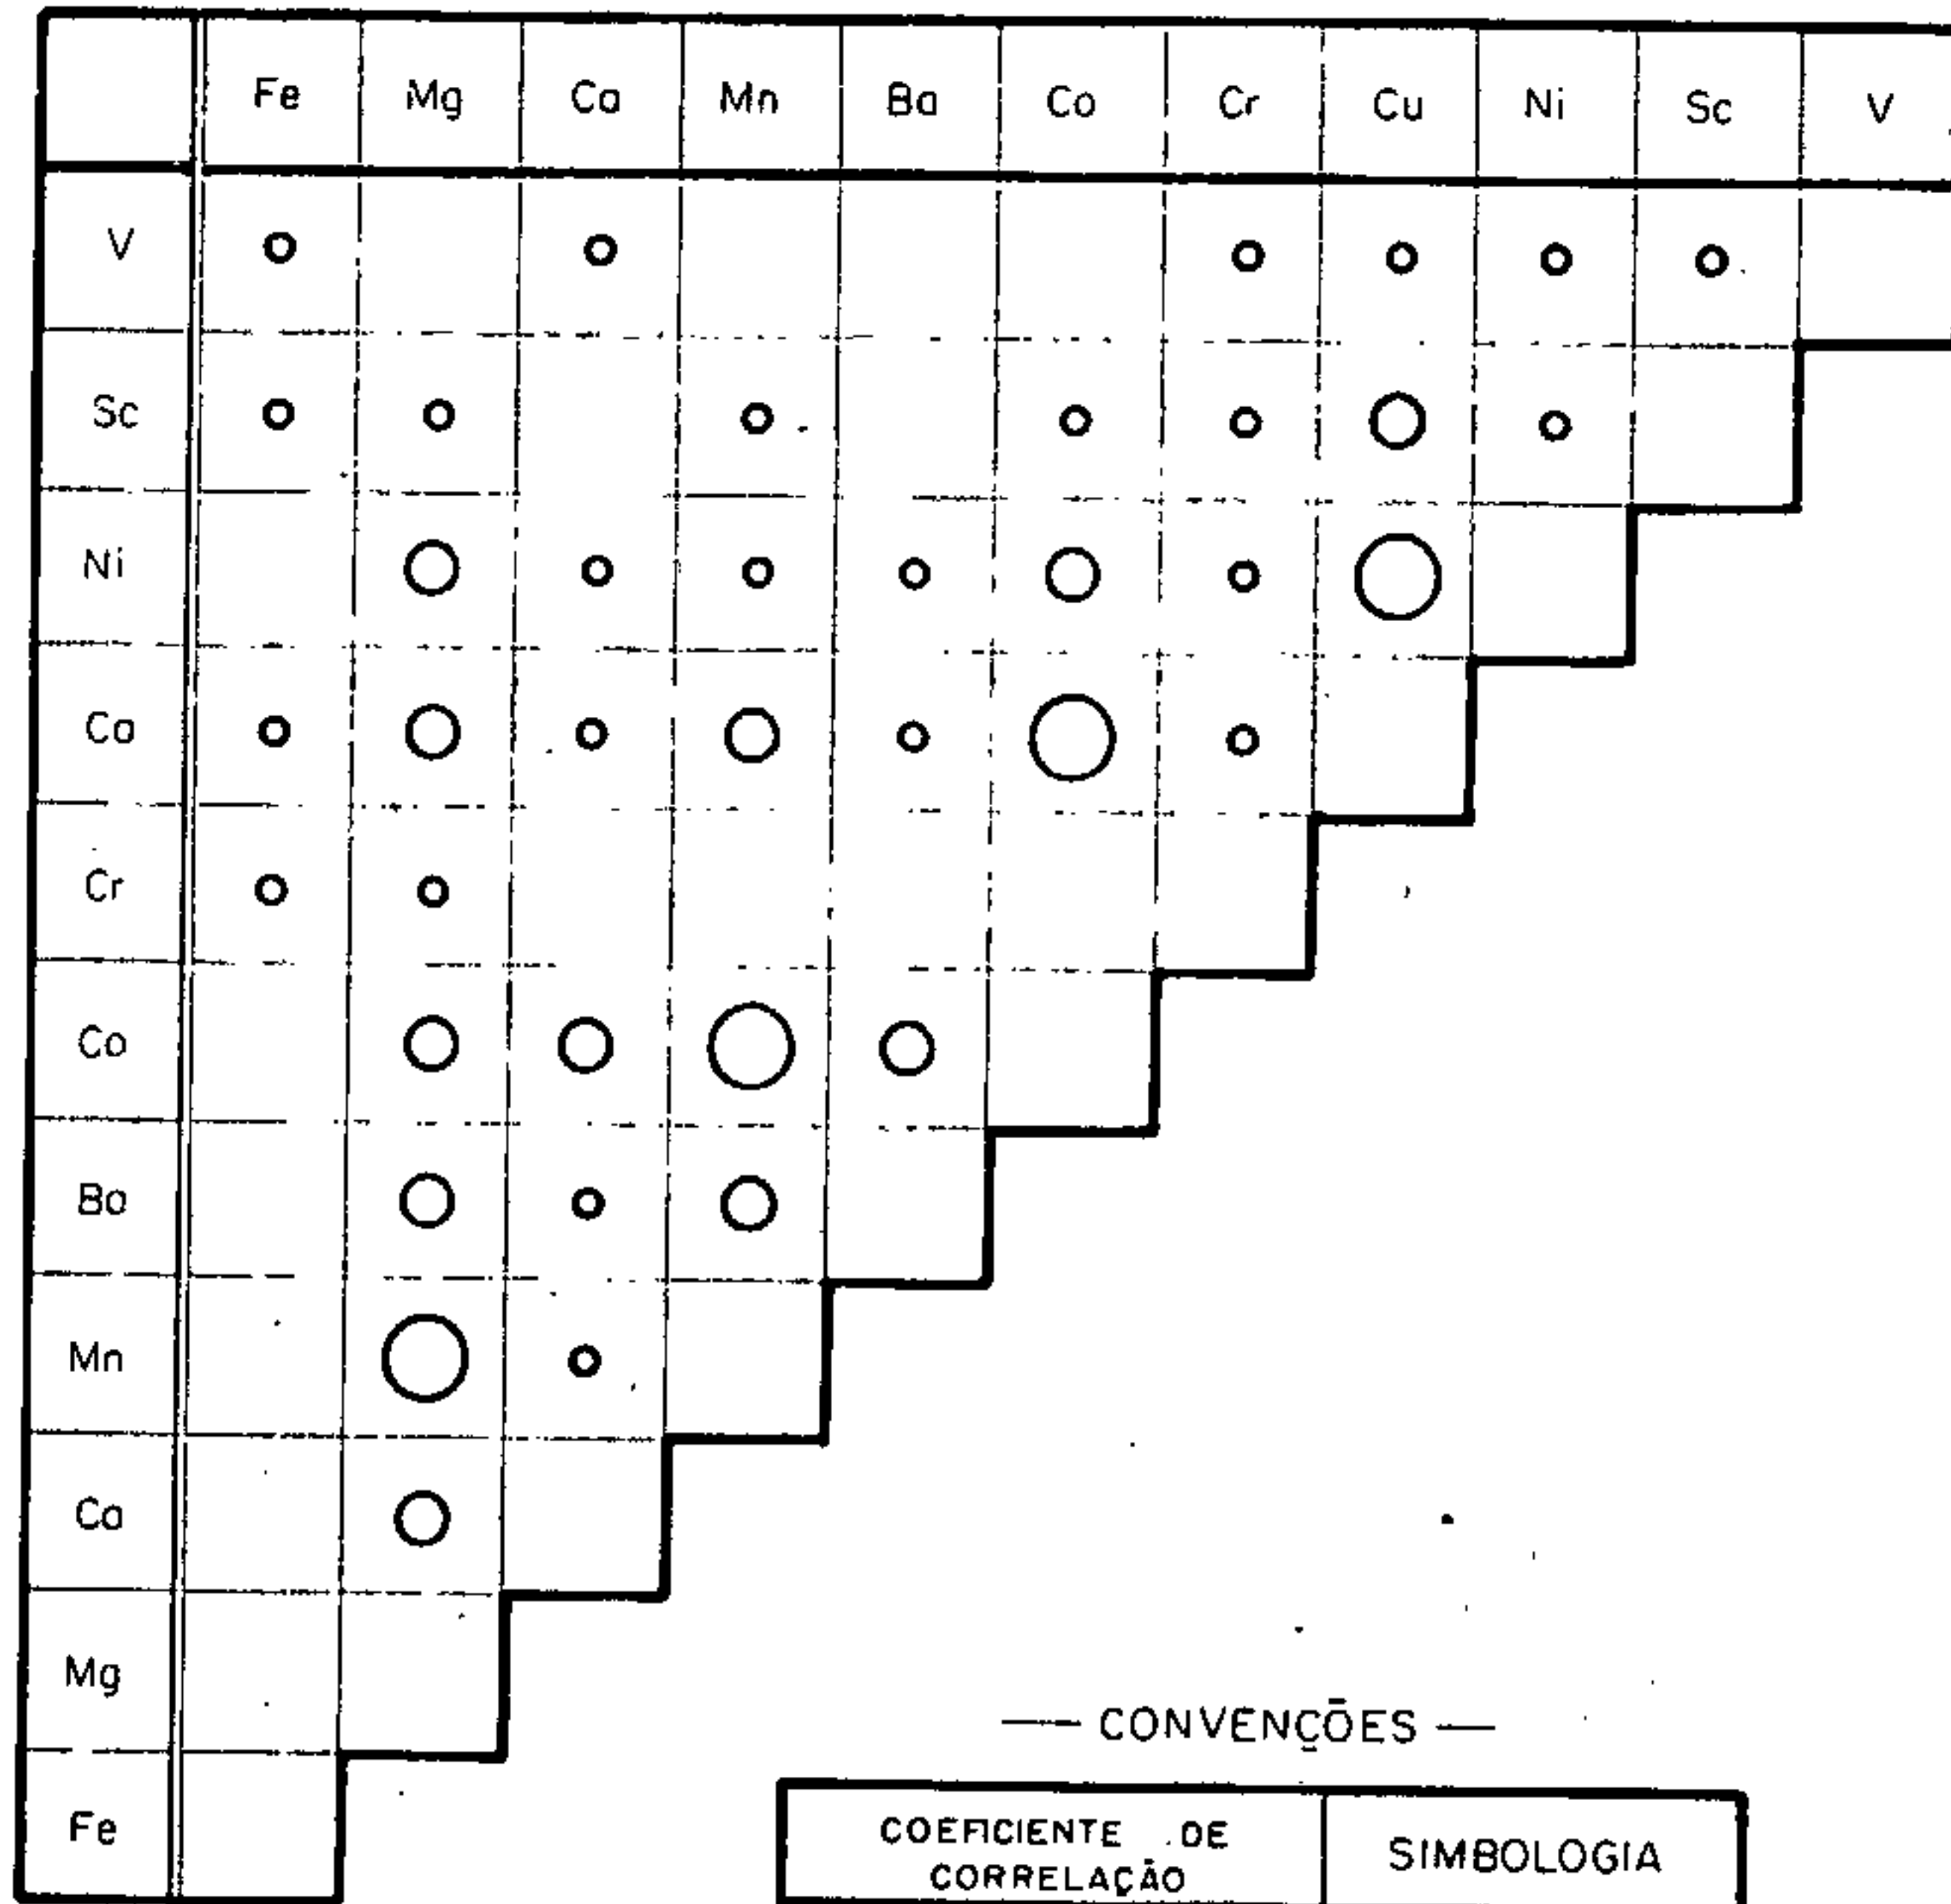 Fe Mg Ca Mn Ba Co Cr Cu Ni Sc V
V
Sc
Ni
Co
Cr
Co
Ba
Mn
Ca
Mg
Fe
— CONVENÇÕES —
COEFICIENTE DE
CORRELAÇÃO
SIMBOLOGIA